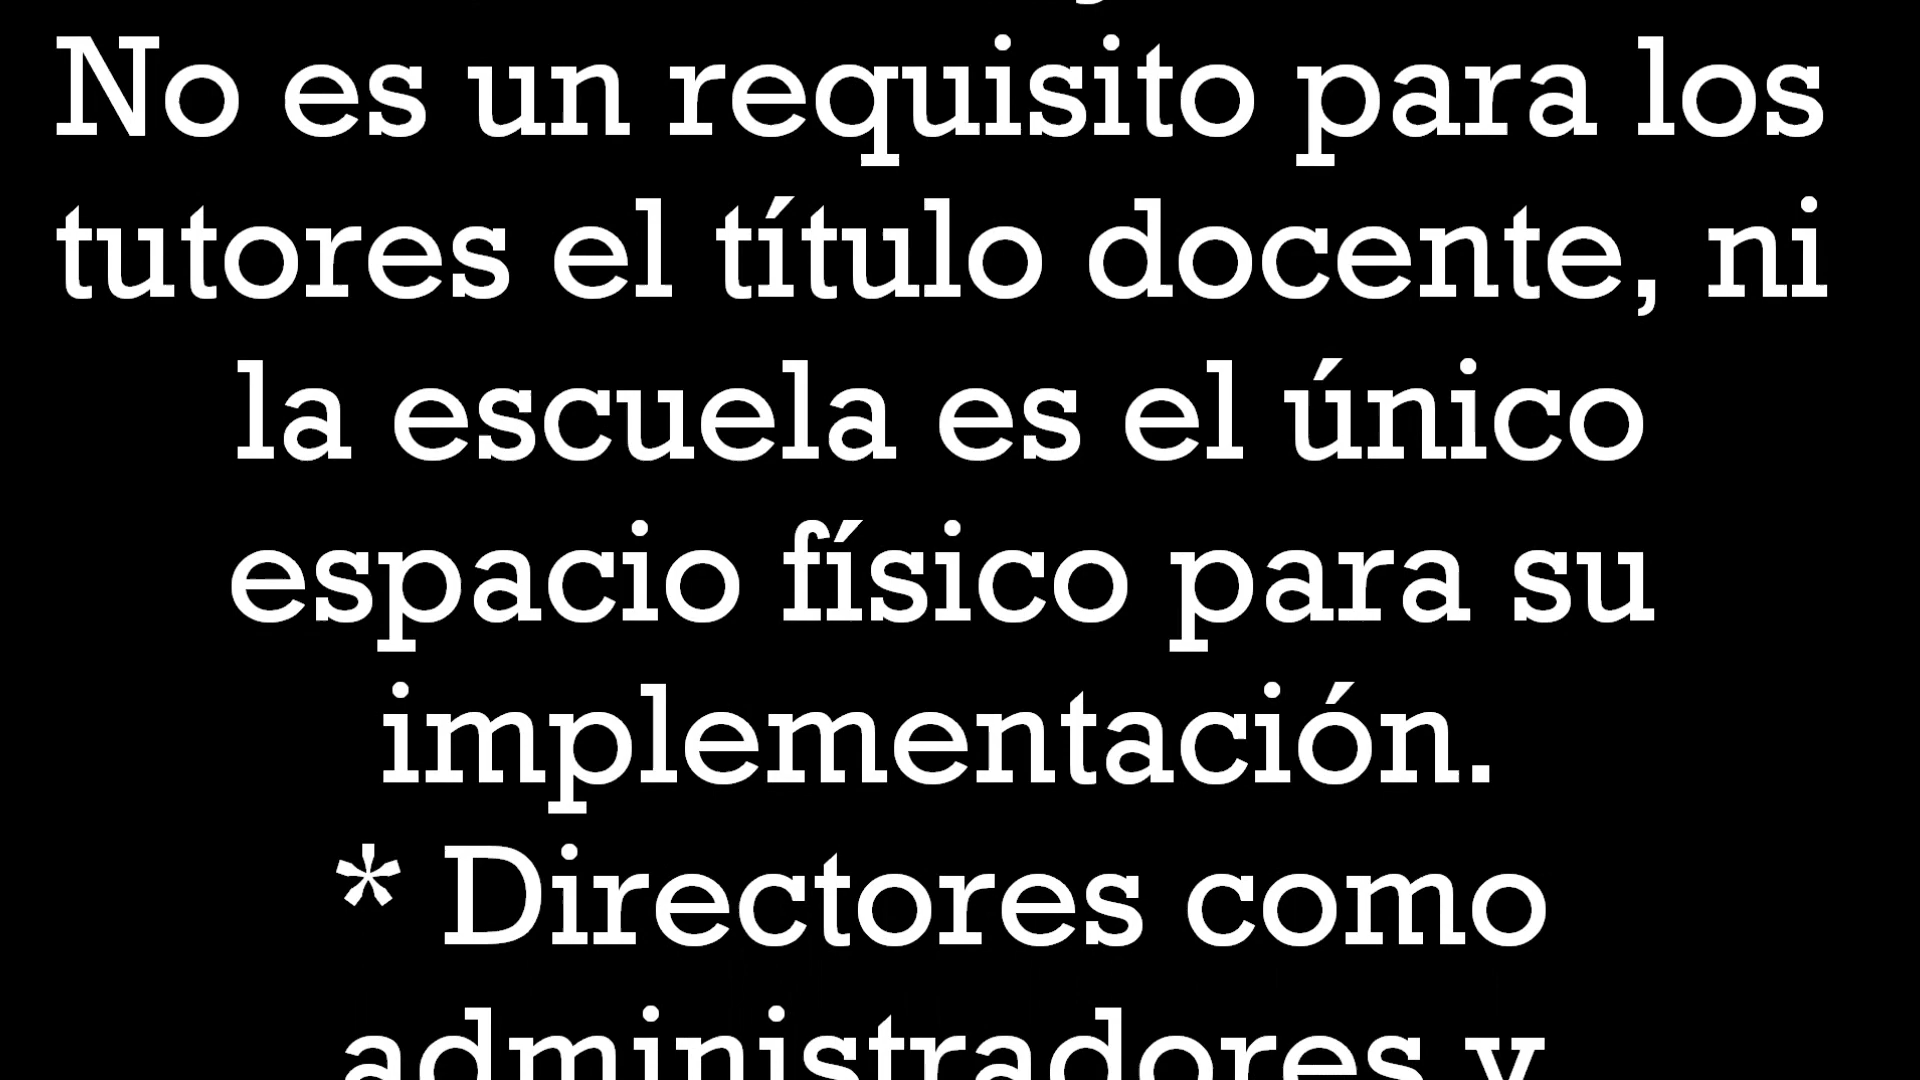 No es un requisito para los
tutores el título docente, ni
la escuela es el único
espacio físico para su
implementación.
* Directores como
administradores y